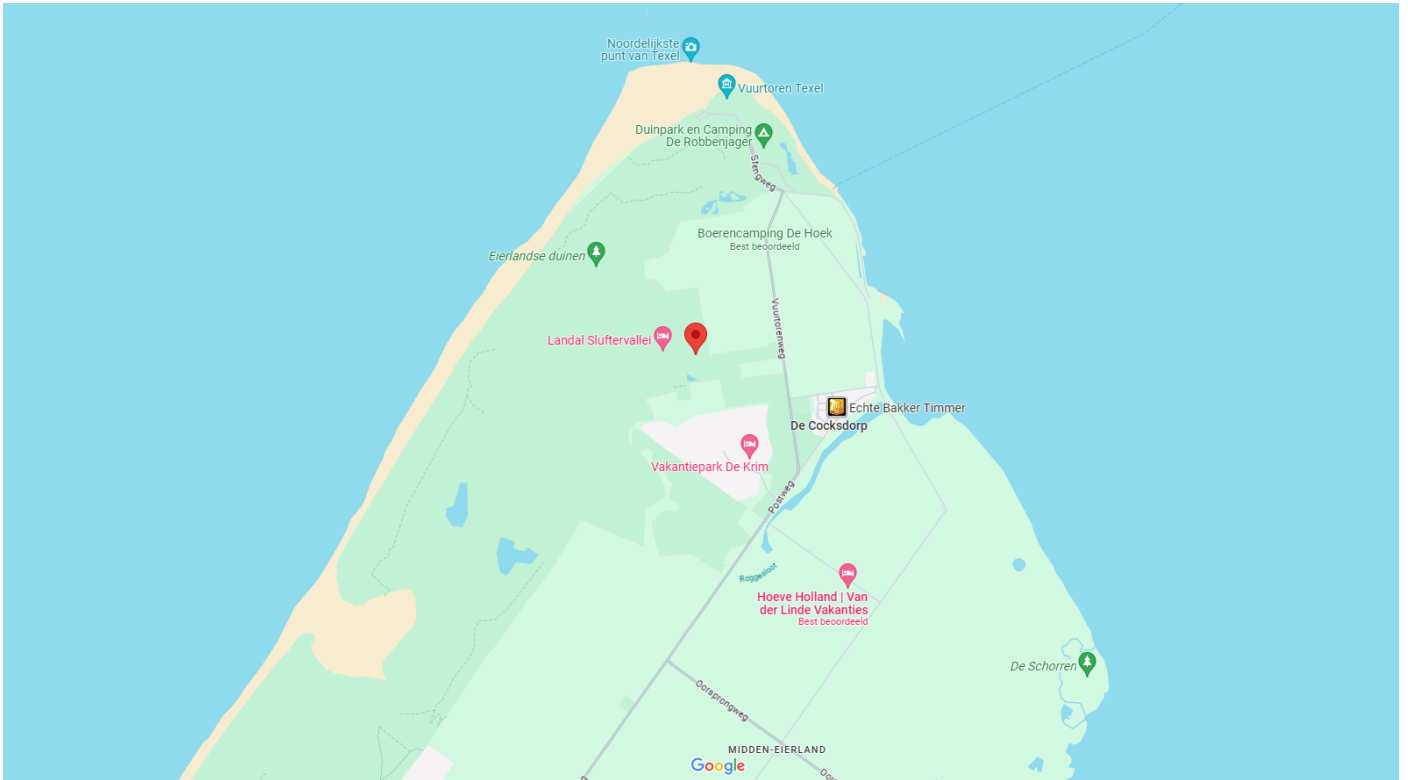 Noordelijkste
punt van Texel
Vuurtoren Texel
Duinpark en Camping
De Robbenjager
Stengweg
Boerencamping De Hoek
Best beoordeeld
Eierlandse duinen
Vuurtorenweg
Landal Sluftervallei
Echte Bakker Timmer
De Cocksdorp
Vakantiepark De Krim
Postweg
Roggesloot
Hoeve Holland | Van
der Linde Vakanties
Best beoordeeld
De Schorren
Oorsprongweg
MIDDEN-EIERLAND
Google